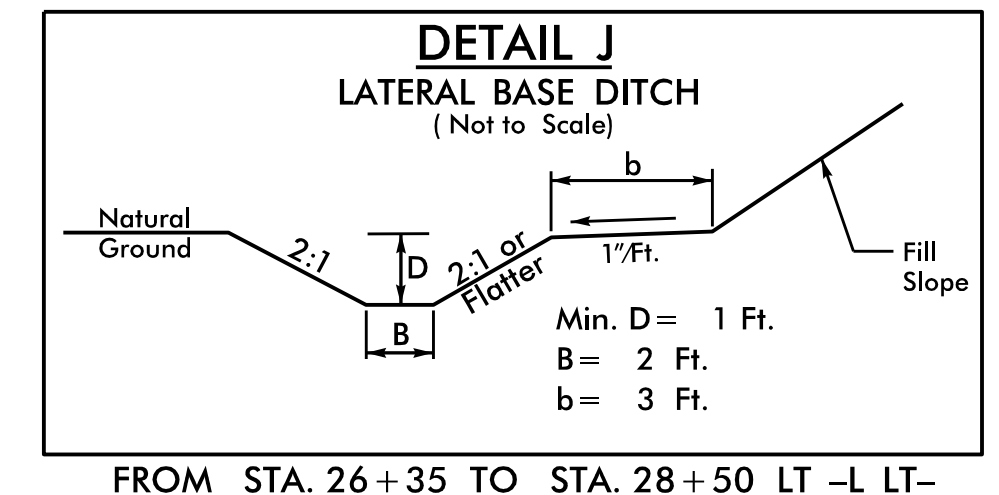 DETAIL J
LATERAL BASE DITCH
( Not to Scale)
b
Natural
Ground
2:1
D
2:1 or
Flatter
1"/Ft.
Fill
Slope
B
Min. D = 1 Ft.
B = 2 Ft.
b = 3 Ft.
FROM STA. 26+35 TO STA. 28+50 LT -L LT-